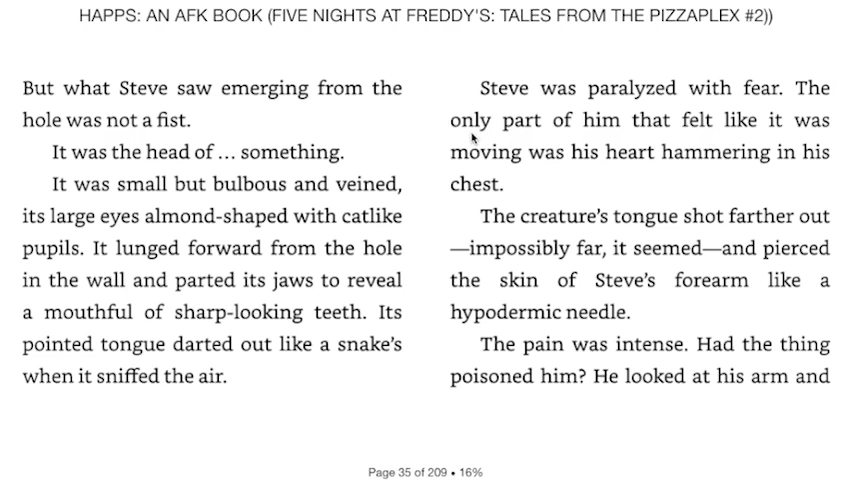 HAPPS: AN AFK BOOK (FIVE NIGHTS AT FREDDY'S: TALES FROM THE PIZZAPLEX #2))
But what Steve saw emerging from the
hole was not a fist.
It was the head of … something.
It was small but bulbous and veined,
its large eyes almond-shaped with catlike
pupils. It lunged forward from the hole
in the wall and parted its jaws to reveal
a mouthful of sharp-looking teeth. Its
pointed tongue darted out like a snake’s
when it sniffed the air.
Steve was paralyzed with fear. The
only part of him that felt like it was
moving was his heart hammering in his
chest.
The creature’s tongue shot farther out
—impossibly far, it seemed—and pierced
the skin of Steve’s forearm like a
hypodermic needle.
The pain was intense. Had the thing
poisoned him? He looked at his arm and
Page 35 of 209 • 16%